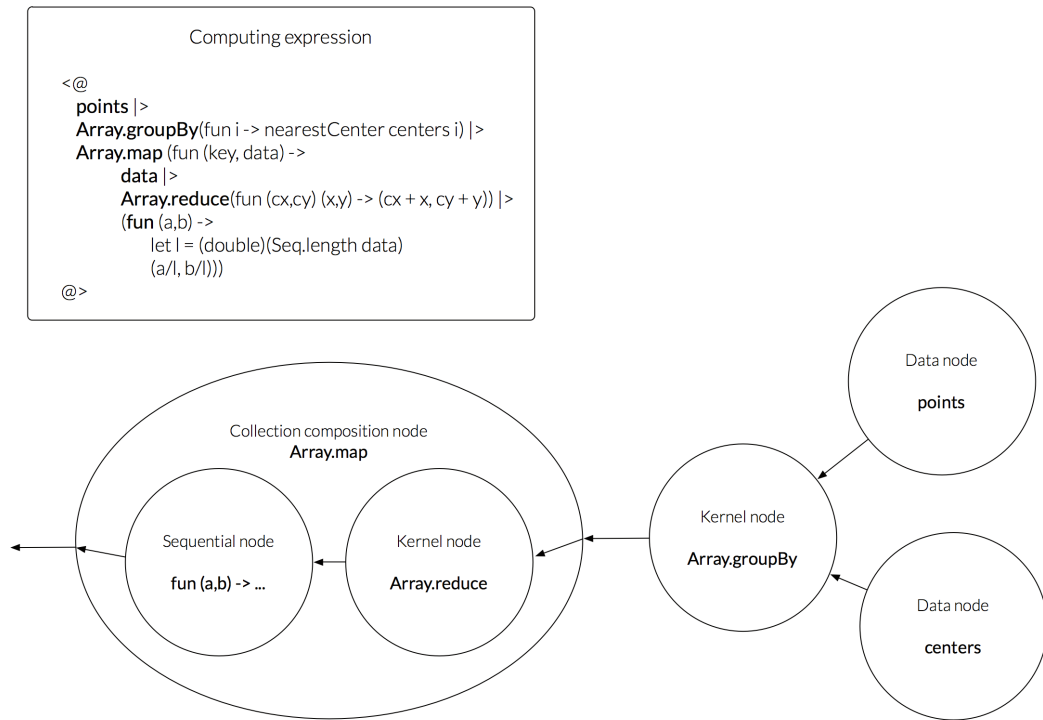 Computing expression
<@
points |>
Array.groupBy(fun i -> nearestCenter centers i) |>
Array.map (fun (key, data) ->
data |>
Array.reduce(fun (cx,cy) (x,y) -> (cx + x, cy + y)) |>
(fun (a,b) ->
let l = (double)(Seq.length data)
(a/l, b/l)))
@>
Data node
points
Collection composition node
Array.map
Kernel node
Array.groupBy
Sequential node
fun (a,b) -> ...
Kernel node
Array.reduce
Data node
centers